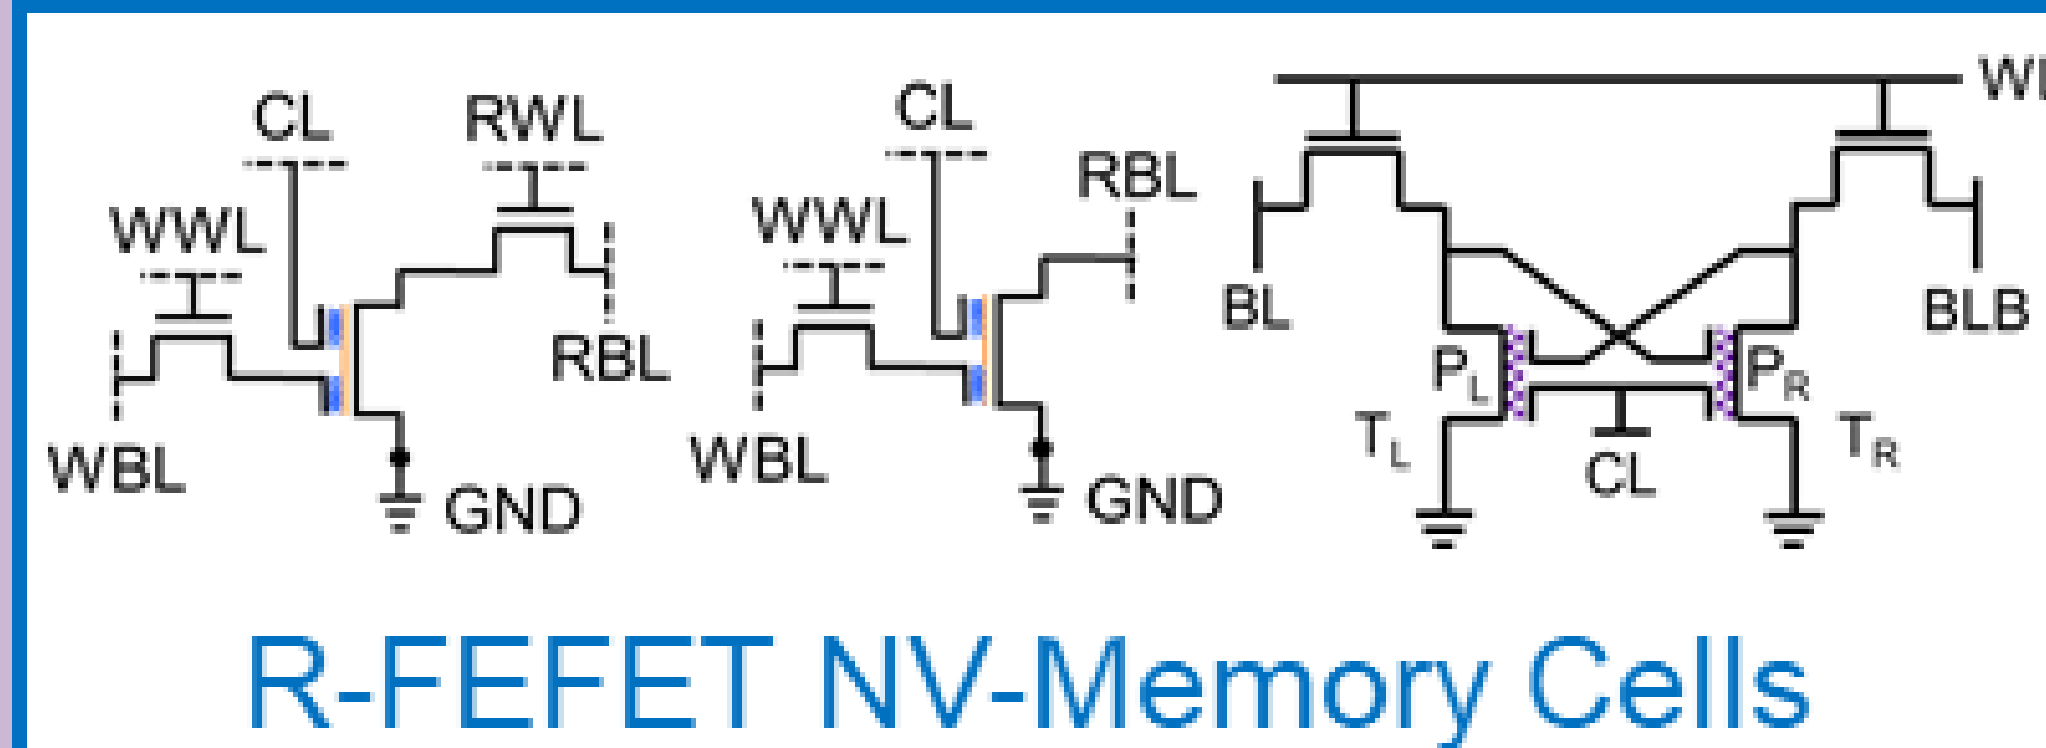 CL
RWL
WWL
RBL
WBL
GND
CL
RBL
WWL
WBL
GND
BL
BLB
PL
PR
TL
TR
CL
R-FEFET NV-Memory Cells